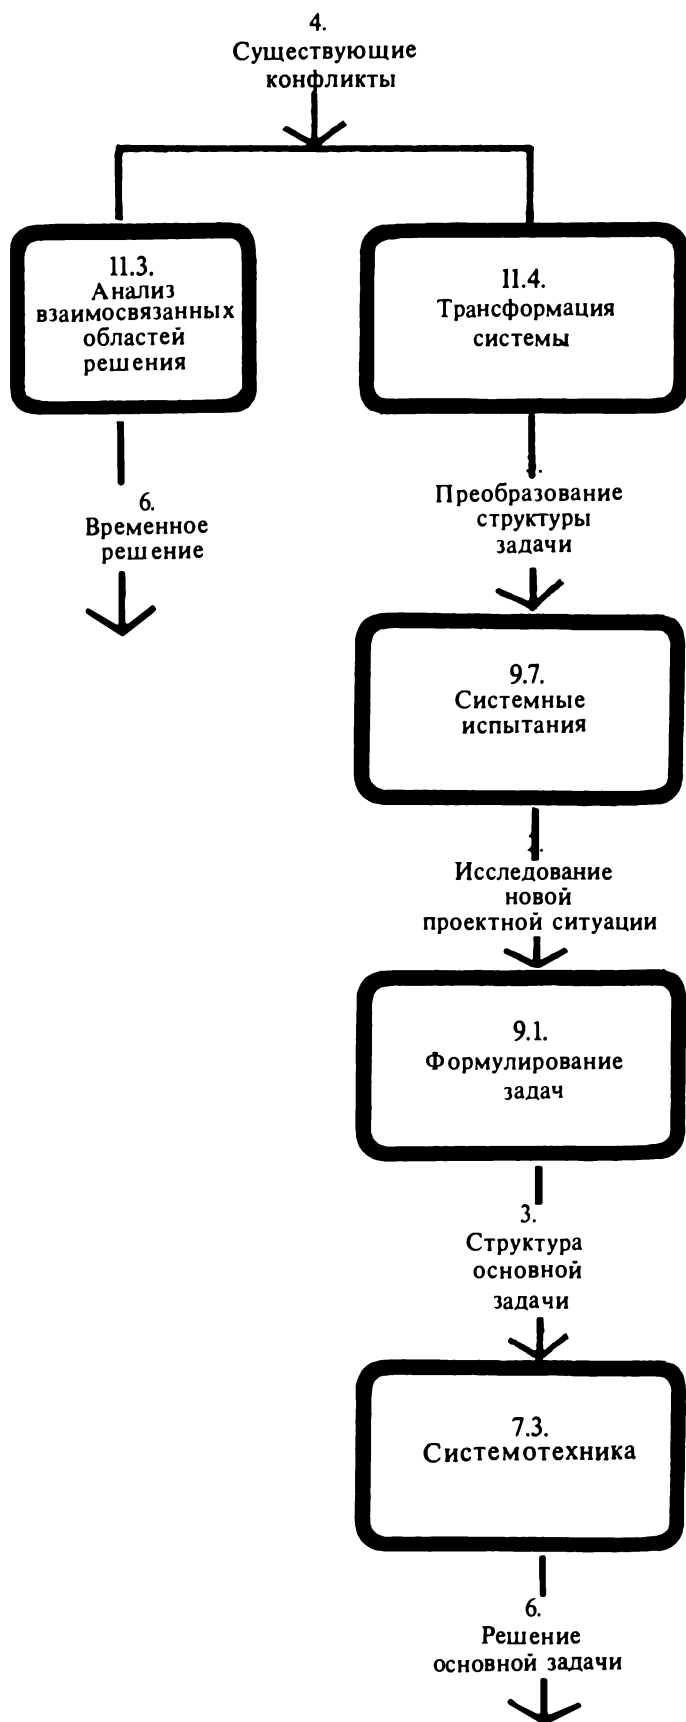 4.
Существующие
конфликты
11.3.
Анализ
взаимосвязанных
областей
решения
11.4.
Трансформация
системы
6.
Временное
решение
Преобразование
структуры
задачи
9.7.
Системные
испытания
Исследование
новой
проектной ситуации
9.1.
Формулирование
задач
3.
Структура
основной
задачи
7.3.
Системотехника
6.
Решение
основной задачи